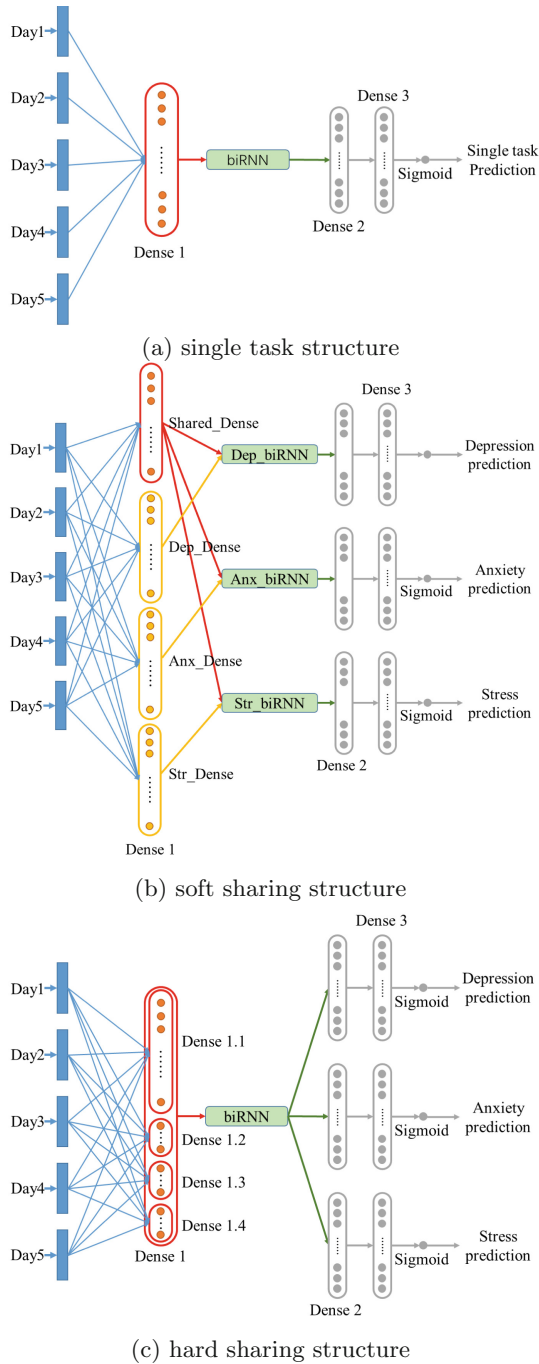 Day1
Day2
Day3
Day4
Day5
Dense 1
biRNN
Dense 2
Dense 3
Sigmoid
Single task
Prediction
(a) single task structure
Day1
Day2
Day3
Day4
Day5
Shared_Dense
Dep_Dense
Anx_Dense
Str_Dense
Dense 1
Dep_biRNN
Anx_biRNN
Str_biRNN
Dense 3
Dense 2
Depression
prediction
Sigmoid
Anxiety
prediction
Sigmoid
Stress
prediction
(b) soft sharing structure
Day1
Day2
Day3
Day4
Day5
Dense 1.1
Dense 1.2
Dense 1.3
Dense 1.4
Dense 1
biRNN
Dense 3
Dense 2
Sigmoid
Depression
prediction
Sigmoid
Anxiety
prediction
Sigmoid
Stress
prediction
(c) hard sharing structure